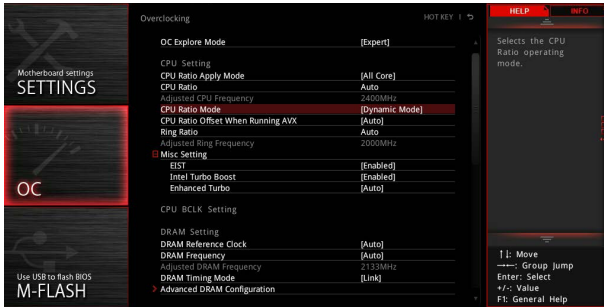 Overclocking
HOT KEY | ⮌
HELP
INFO
OC Explore Mode [Expert]
CPU Setting
CPU Ratio Apply Mode [All Core]
CPU Ratio Auto
Adjusted CPU Frequency 2400MHz
CPU Ratio Mode [Dynamic Mode]
CPU Ratio Offset When Running AVX [Auto]
Ring Ratio Auto
Adjusted Ring Frequency 2000MHz
Misc Setting
EIST [Enabled]
Intel Turbo Boost [Enabled]
Enhanced Turbo [Auto]
CPU BCLK Setting
DRAM Setting
DRAM Reference Clock [Auto]
DRAM Frequency [Auto]
Adjusted DRAM Frequency 2133MHz
DRAM Timing Mode [Link]
Advanced DRAM Configuration
Motherboard settings
SETTINGS
OC
Use USB to flash BIOS
M-FLASH
Selects the CPU
Ratio operating
mode.
↑↓: Move
→←: Group Jump
Enter: Select
+/-: Value
F1: General Help